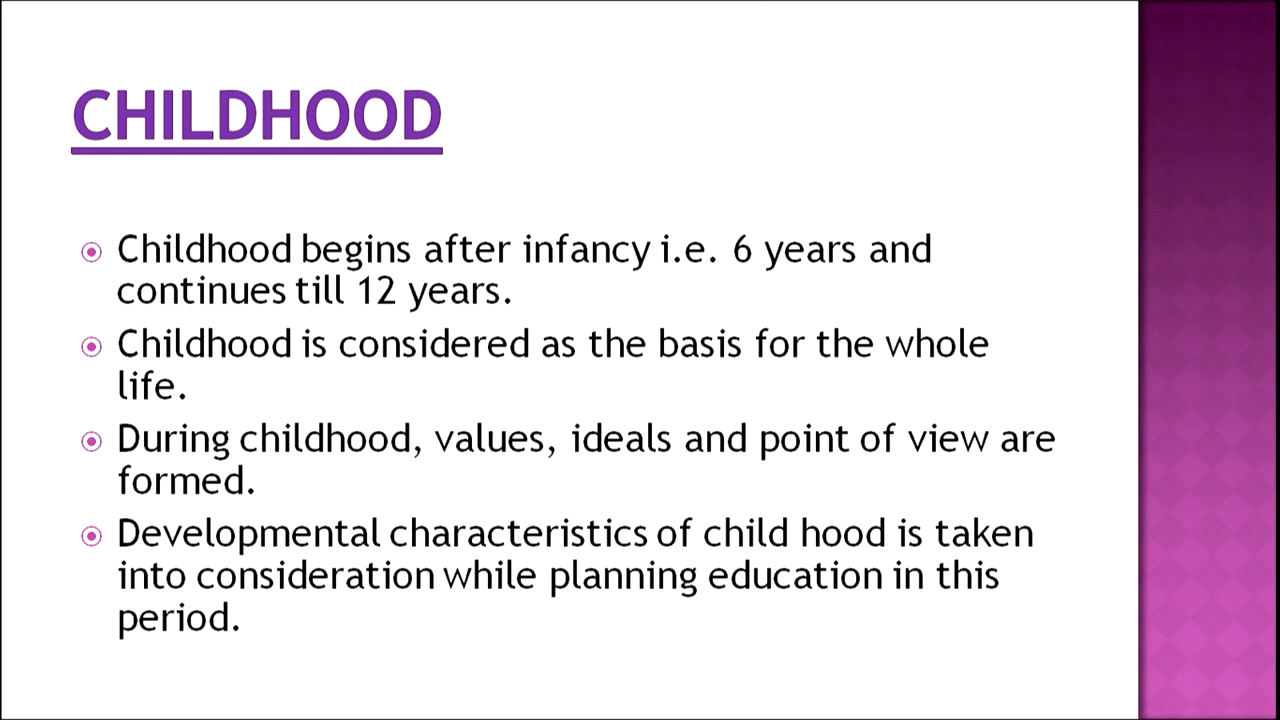 CHILDHOOD
Childhood begins after infancy i.e. 6 years and
continues till 12 years.
Childhood is considered as the basis for the whole
life.
During childhood, values, ideals and point of view are
formed.
Developmental characteristics of child hood is taken
into consideration while planning education in this
period.